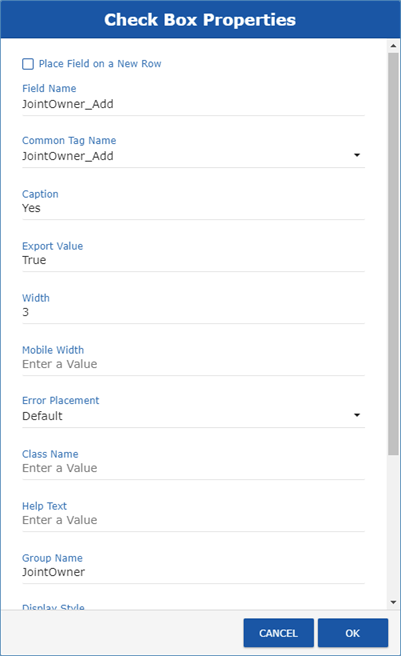 Check Box Properties
Place Field on a New Row
Field Name
JointOwner_Add
Common Tag Name
JointOwner_Add
Caption
Yes
Export Value
True
Width
3
Mobile Width
Enter a Value
Error Placement
Default
Class Name
Enter a Value
Help Text
Enter a Value
Group Name
JointOwner
Display Style
CANCEL OK